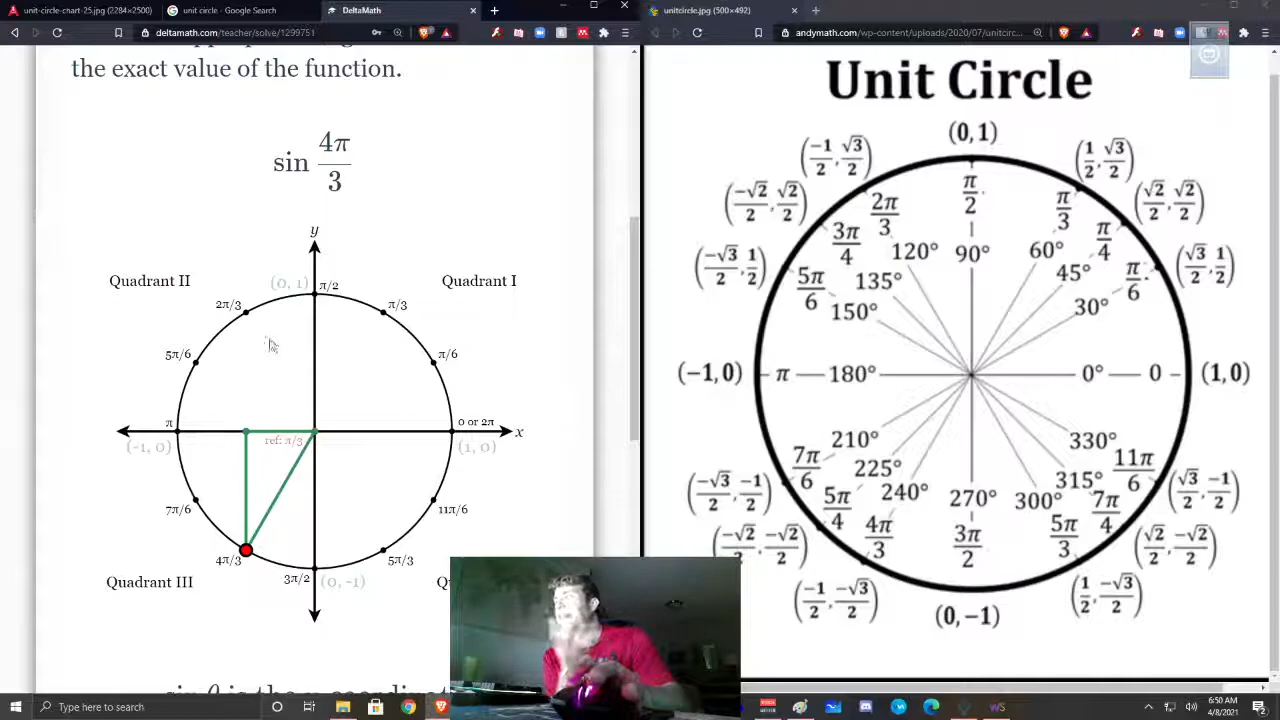 unit-circle-chart-25.jpg (2284×2500)
unit circle - Google Search
DeltaMath
unitcircle.jpg (500×492)
deltamath.com/teacher/solve/1299751
andymath.com/wp-content/uploads/2020/07/unitcirc...
the exact value of the function.
sin 4π/3
y
Quadrant II
(0, 1)
π/2
Quadrant I
2π/3
π/3
5π/6
π/6
π
0 or 2π
x
(-1, 0)
ref: π/3
(1, 0)
7π/6
11π/6
4π/3
5π/3
Quadrant III
3π/2
(0, -1)
Unit Circle
(0, 1)
(-1/2, √3/2)
(1/2, √3/2)
(-√2/2, √2/2)
(√2/2, √2/2)
(-√3/2, 1/2)
(√3/2, 1/2)
π/2
2π/3
π/3
3π/4
π/4
5π/6
π/6
120°
90°
60°
135°
45°
150°
30°
(-1, 0)
π
180°
0°
0
(1, 0)
210°
330°
7π/6
11π/6
225°
315°
5π/4
240°
270°
300°
7π/4
4π/3
3π/2
5π/3
(-√3/2, -1/2)
(√3/2, -1/2)
(-√2/2, -√2/2)
(√2/2, -√2/2)
(-1/2, -√3/2)
(1/2, -√3/2)
(0, -1)
Type here to search
6:50 AM
4/8/2021